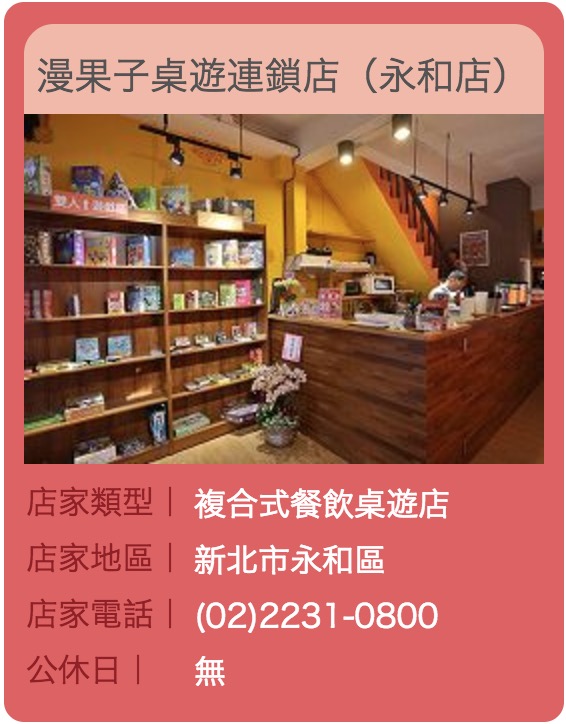 漫果子桌遊連鎖店（永和店）
店家類型｜ 複合式餐飲桌遊店
店家地區｜ 新北市永和區
店家電話｜ (02)2231-0800
公休日｜ 無